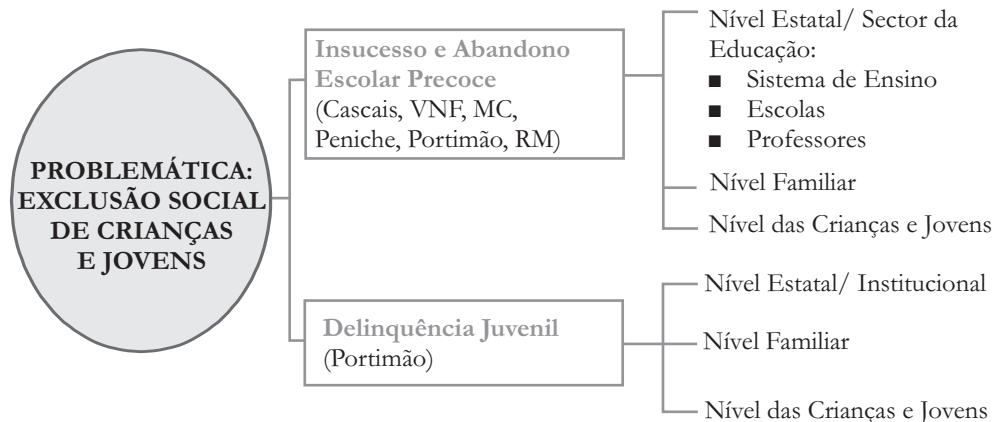 PROBLEMÁTICA:
EXCLUSÃO SOCIAL
DE CRIANÇAS
E JOVENS
Insucesso e Abandono
Escolar Precoce
(Cascais, VNF, MC,
Peniche, Portimão, RM)
Nível Estatal/ Sector da
Educação:
■ Sistema de Ensino
■ Escolas
■ Professores
Nível Familiar
Nível das Crianças e Jovens
Delinquência Juvenil
(Portimão)
Nível Estatal/ Institucional
Nível Familiar
Nível das Crianças e Jovens